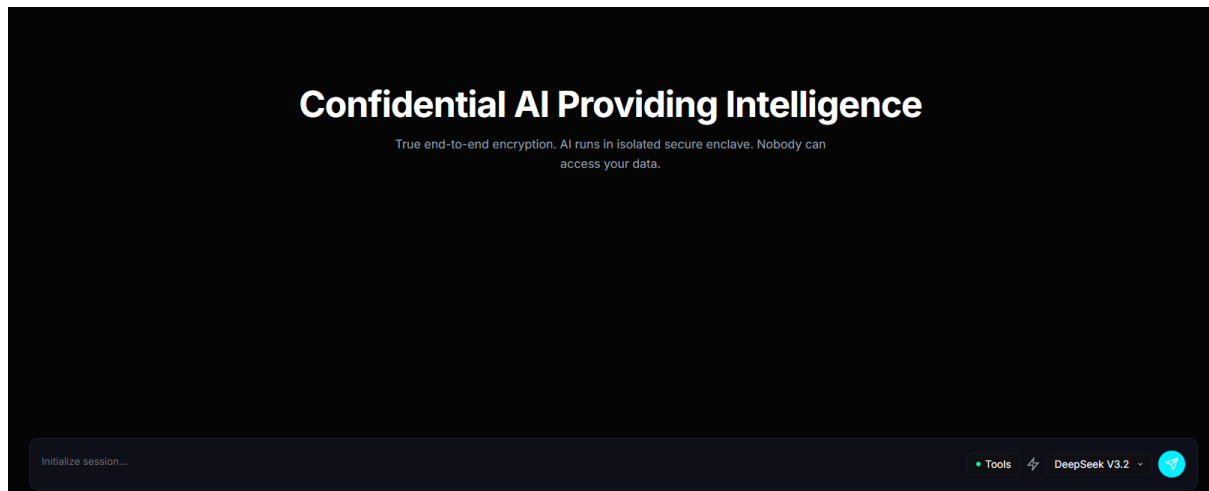 Confidential AI Providing Intelligence
True end-to-end encryption. AI runs in isolated secure enclave. Nobody can
access your data.
Initialize session...
Tools
DeepSeek V3.2